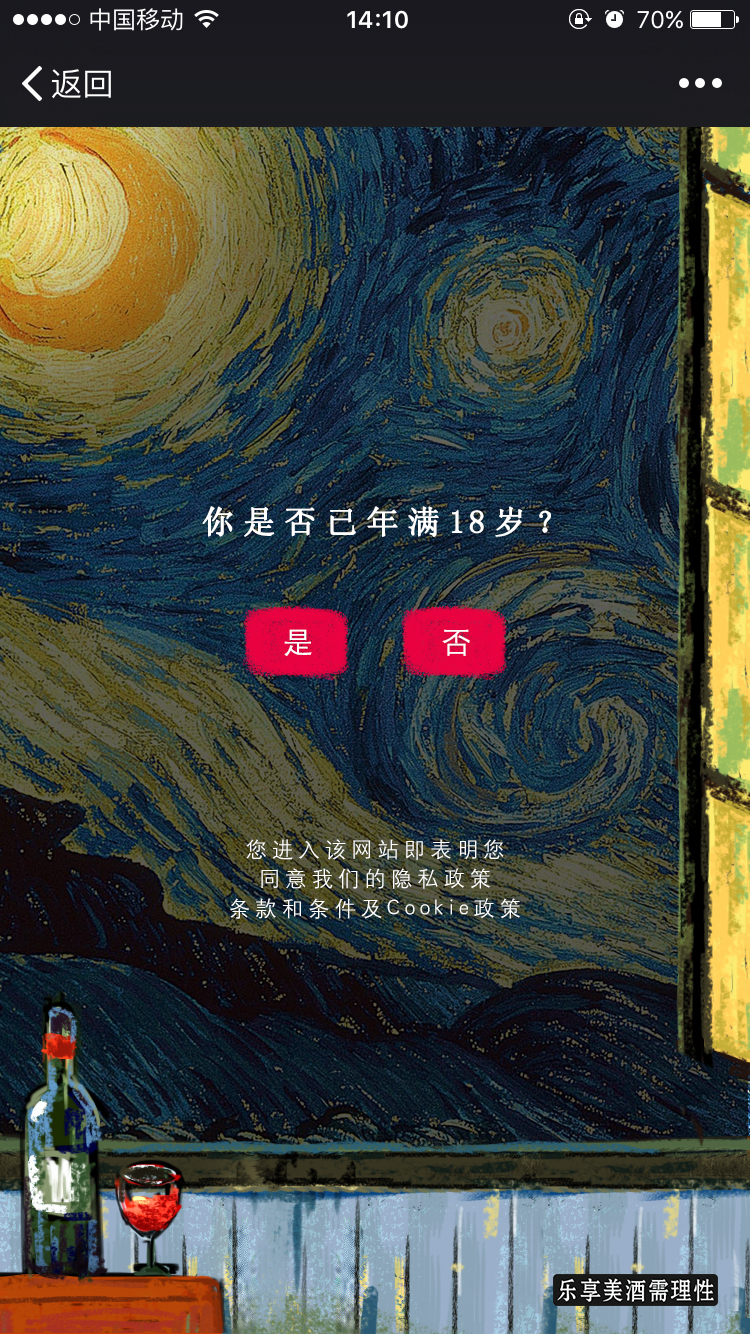 中国移动
14:10
70%
返回
你是否已年满18岁？
是
否
您进入该网站即表明您
同意我们的隐私政策
条款和条件及Cookie政策
乐享美酒需理性